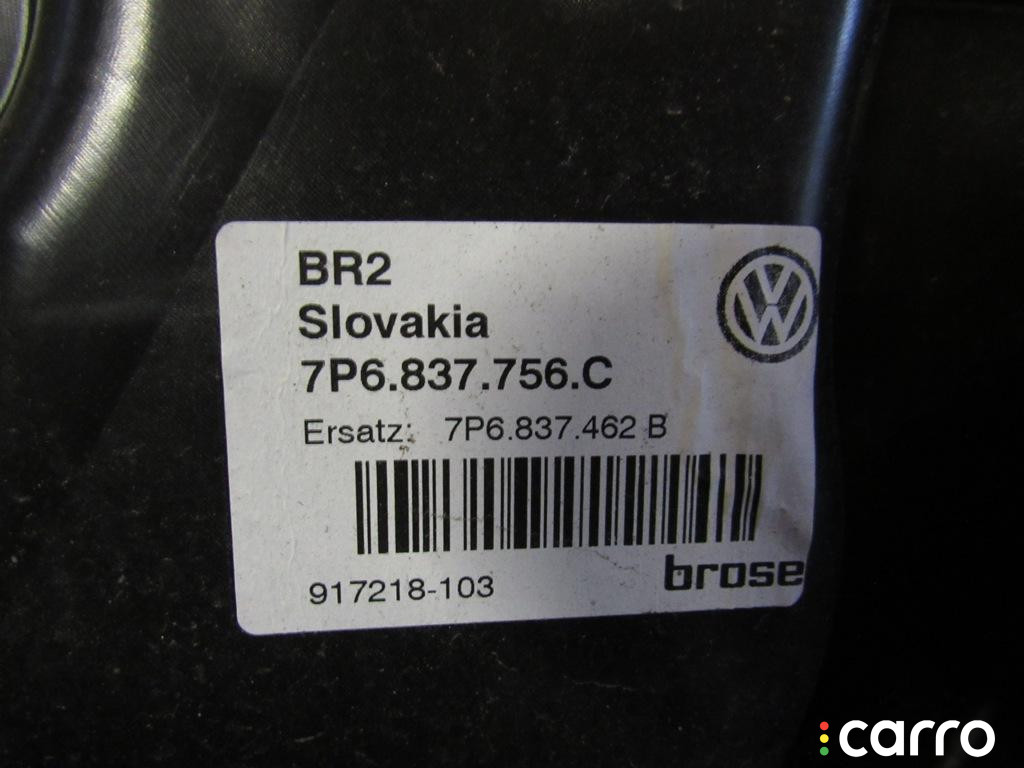 BR2
Slovakia
7P6.837.756.C
Ersatz: 7P6.837.462 B
917218-103
brose
carro